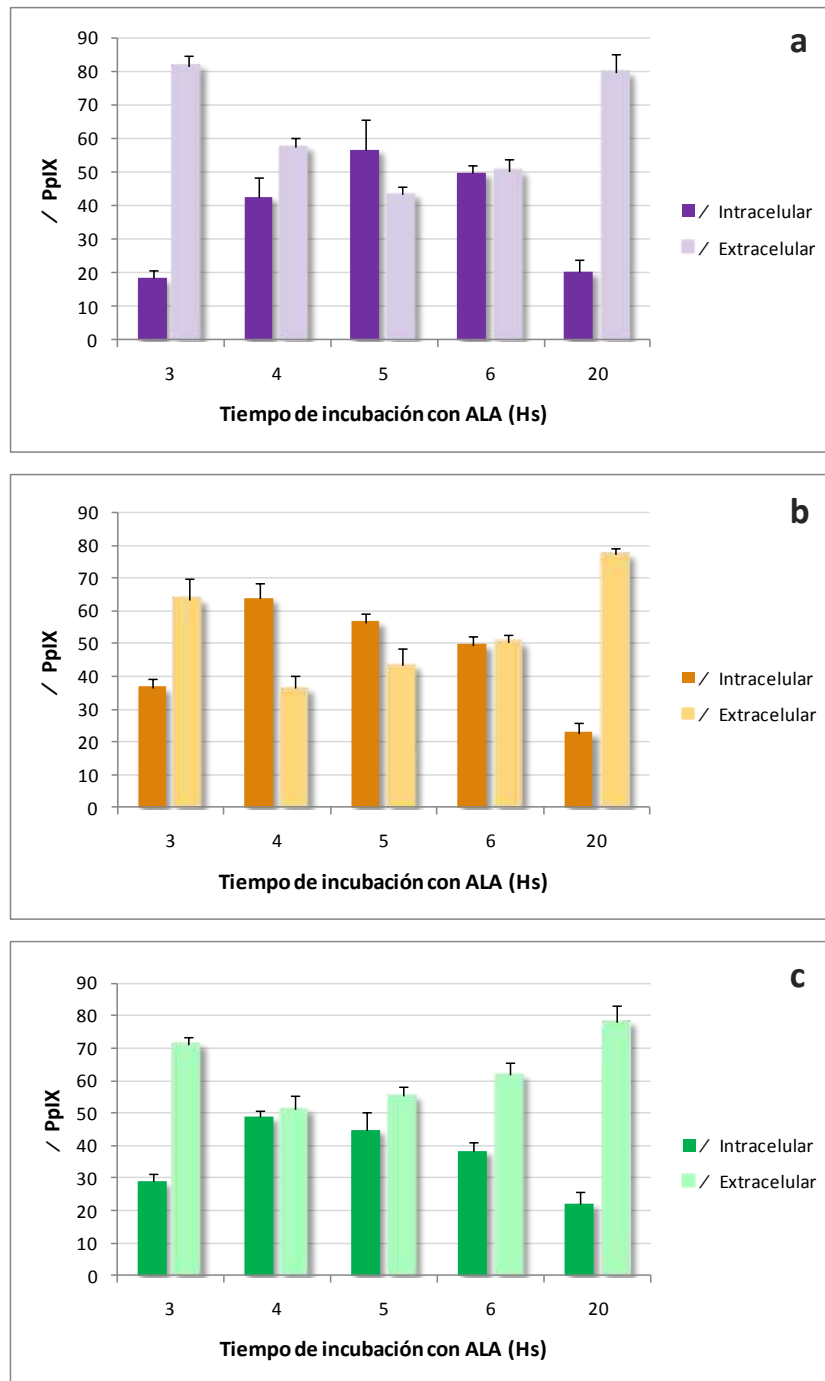 a
90
80
70
60
50
40
30
20
10
0
∕ PpIX
3 4 5 6 20
Tiempo de incubación con ALA (Hs)
∕ Intracelular
∕ Extracelular
b
90
80
70
60
50
40
30
20
10
0
∕ PpIX
3 4 5 6 20
Tiempo de incubación con ALA (Hs)
∕ Intracelular
∕ Extracelular
c
90
80
70
60
50
40
30
20
10
0
∕ PpIX
3 4 5 6 20
Tiempo de incubación con ALA (Hs)
∕ Intracelular
∕ Extracelular